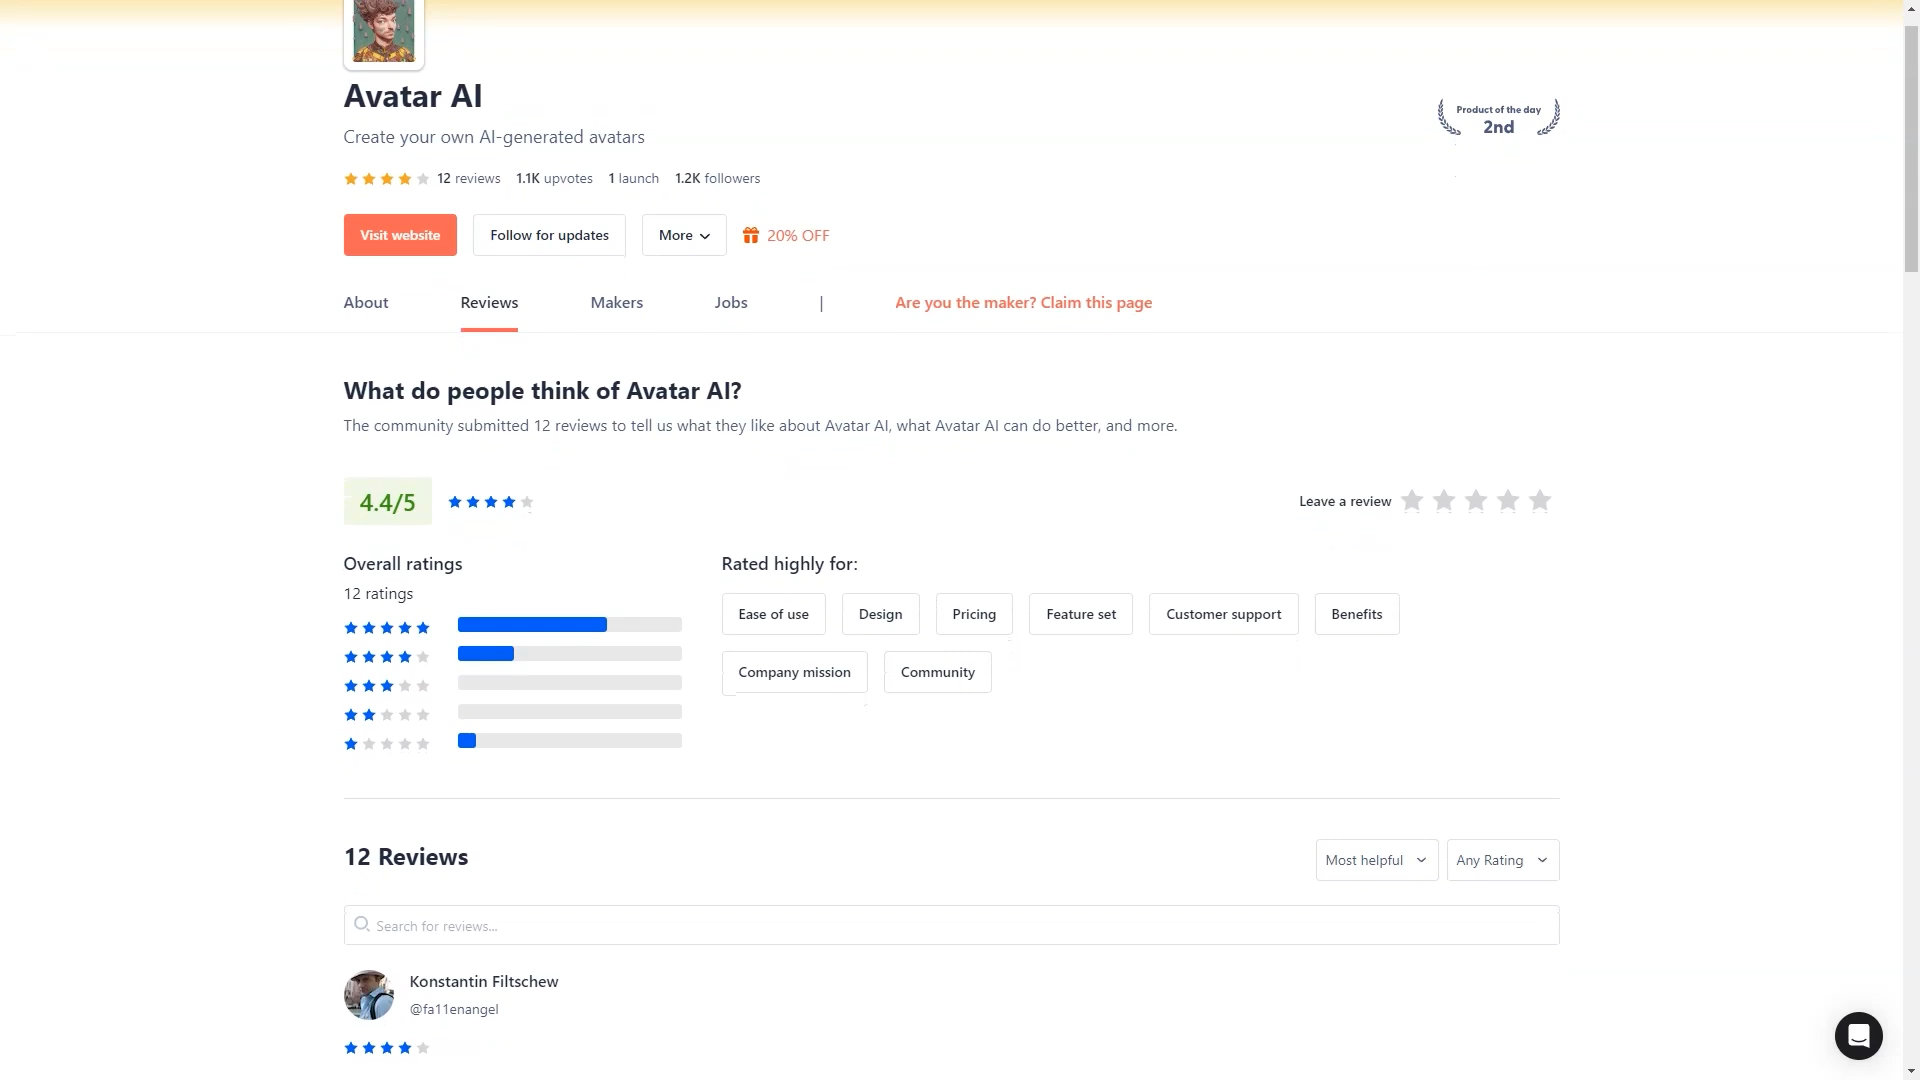 Avatar AI
Product of the day
2nd
Create your own AI-generated avatars
12 reviews 1.1K upvotes 1 launch 1.2K followers
Visit website Follow for updates More 20% OFF
About Reviews Makers Jobs | Are you the maker? Claim this page
What do people think of Avatar AI?
The community submitted 12 reviews to tell us what they like about Avatar AI, what Avatar AI can do better, and more.
4.4/5 Leave a review
Overall ratings Rated highly for:
12 ratings
Ease of use Design Pricing Feature set Customer support Benefits
Company mission Community
12 Reviews Most helpful Any Rating
Search for reviews...
Konstantin Filtschew
@fa11enangel